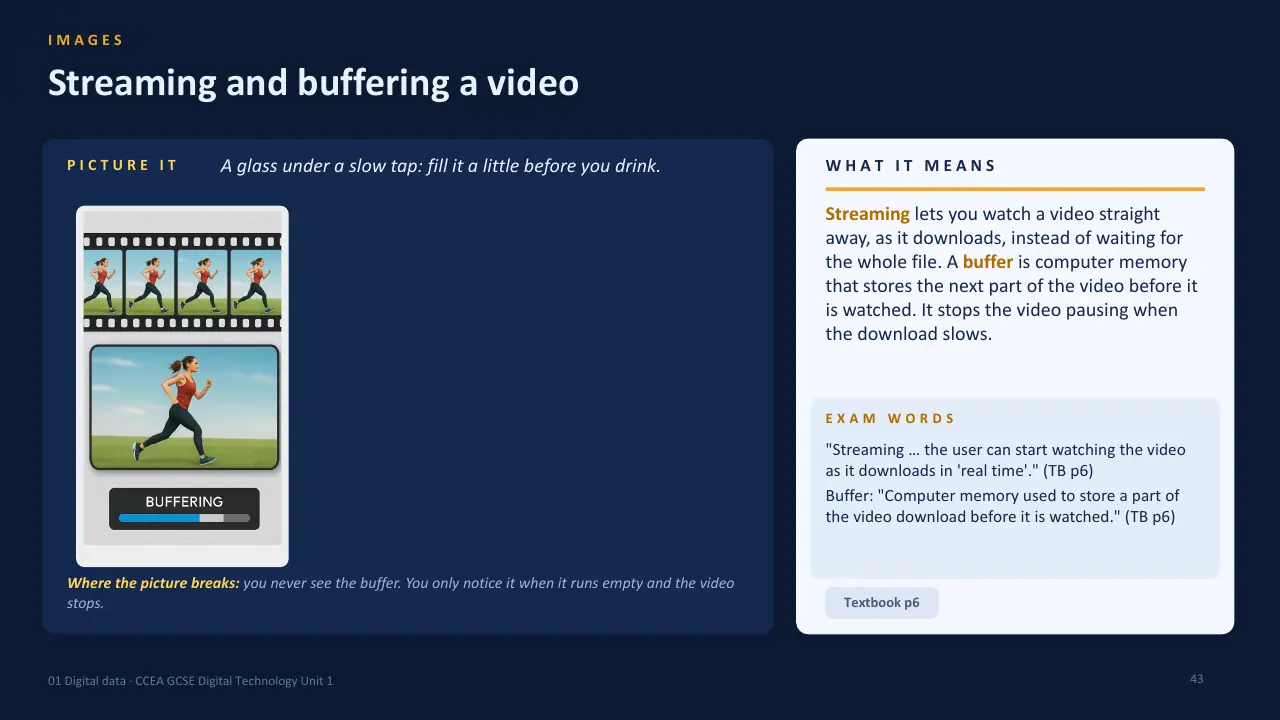 IMAGES
Streaming and buffering a video
PICTURE IT
A glass under a slow tap: fill it a little before you drink.
BUFFERING
Where the picture breaks: you never see the buffer. You only notice it when it runs empty and the video
stops.
WHAT IT MEANS
Streaming lets you watch a video straight
away, as it downloads, instead of waiting for
the whole file. A buffer is computer memory
that stores the next part of the video before it
is watched. It stops the video pausing when
the download slows.
EXAM WORDS
"Streaming ... the user can start watching the video
as it downloads in 'real time'." (TB p6)
Buffer: "Computer memory used to store a part of
the video download before it is watched." (TB p6)
Textbook p6
01 Digital data · CCEA GCSE Digital Technology Unit 1
43